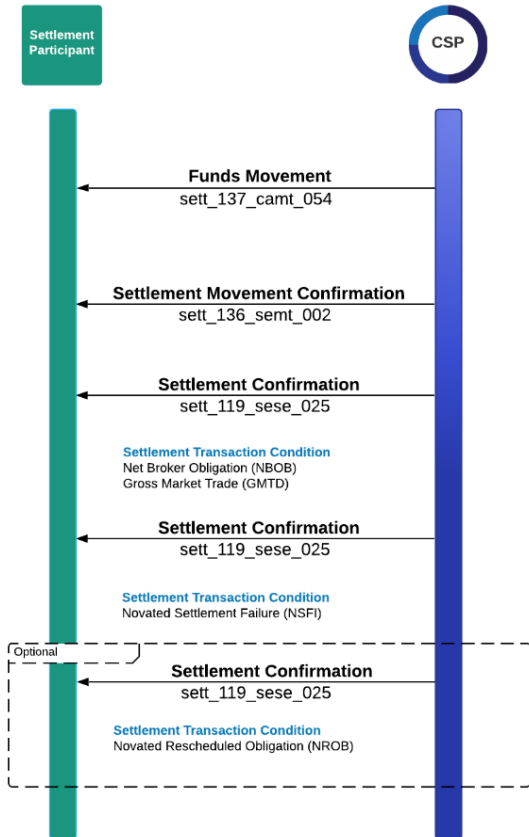 Settlement
Participant
CSP
Funds Movement
sett_137_camt_054
Settlement Movement Confirmation
sett_136_semt_002
Settlement Confirmation
sett_119_sese_025
Settlement Transaction Condition
Net Broker Obligation (NBOB)
Gross Market Trade (GMTD)
Settlement Confirmation
sett_119_sese_025
Settlement Transaction Condition
Novated Settlement Failure (NSFI)
Optional
Settlement Confirmation
sett_119_sese_025
Settlement Transaction Condition
Novated Rescheduled Obligation (NROB)